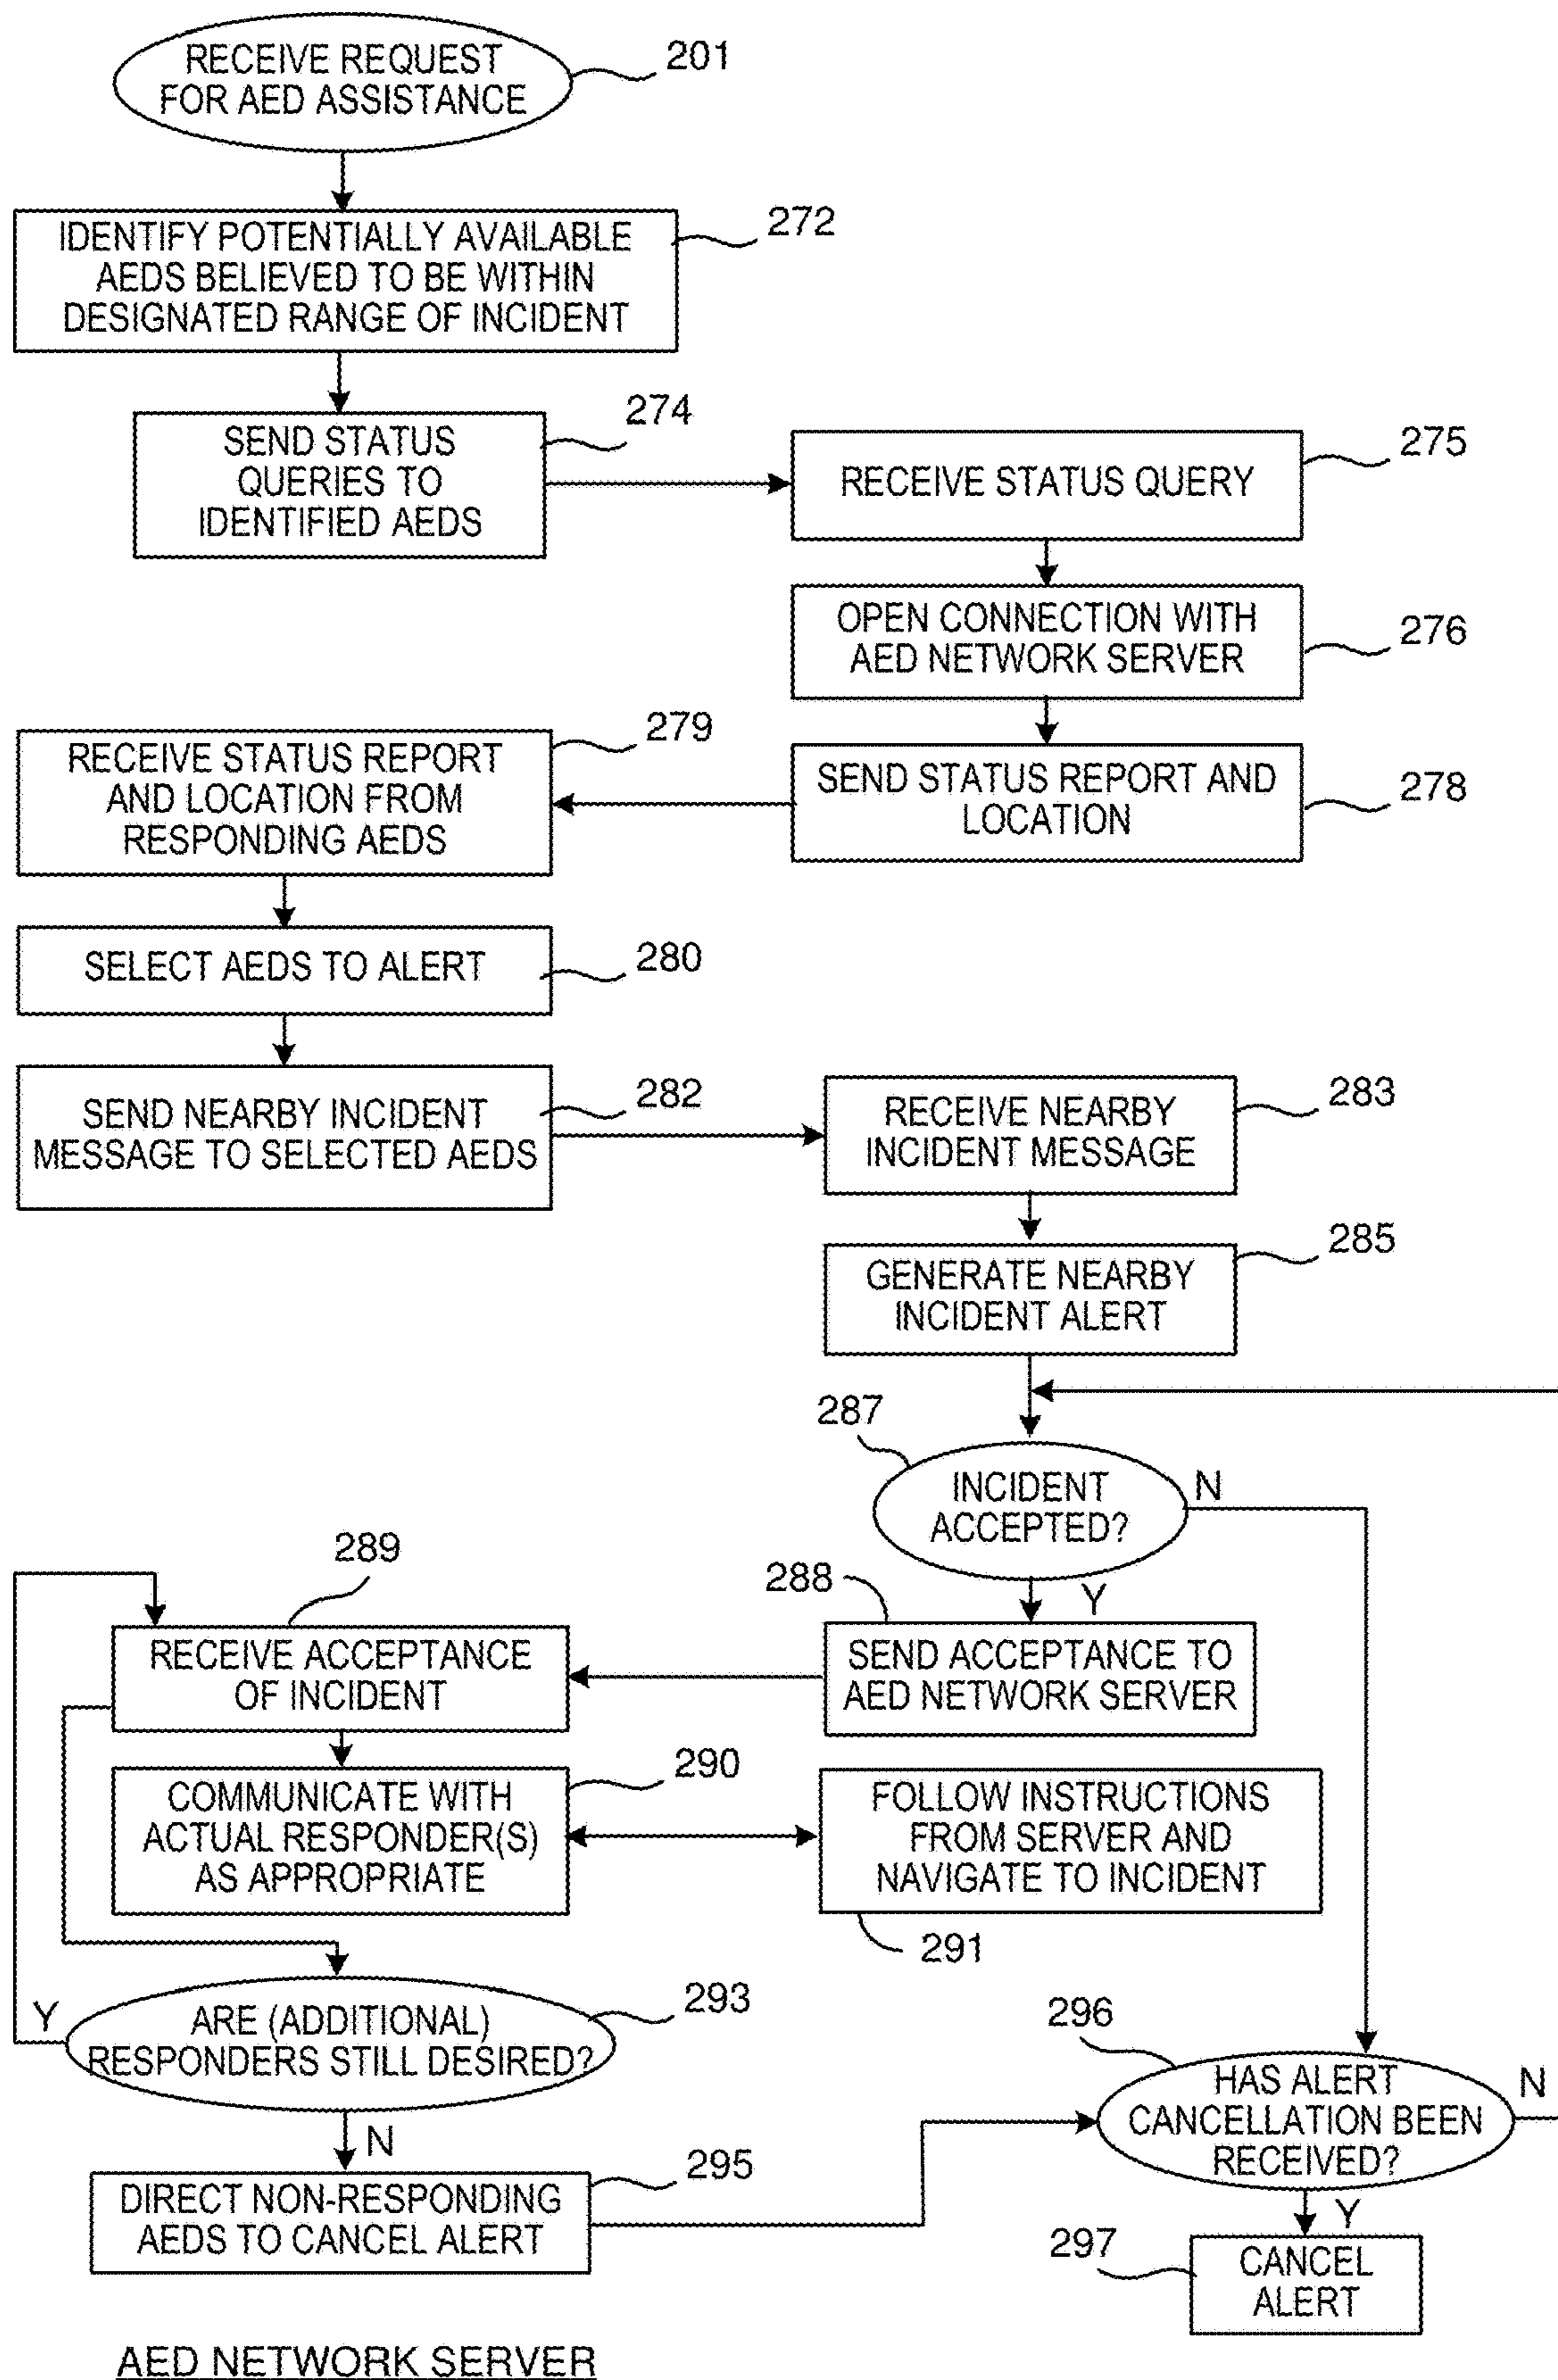 RECEIVE REQUEST
FOR AED ASSISTANCE
201
IDENTIFY POTENTIALLY AVAILABLE
AEDS BELIEVED TO BE WITHIN
DESIGNATED RANGE OF INCIDENT
272
SEND STATUS
QUERIES TO
IDENTIFIED AEDS
274
RECEIVE STATUS QUERY
275
OPEN CONNECTION WITH
AED NETWORK SERVER
276
SEND STATUS REPORT AND
LOCATION
278
RECEIVE STATUS REPORT
AND LOCATION FROM
RESPONDING AEDS
279
SELECT AEDS TO ALERT
280
SEND NEARBY INCIDENT
MESSAGE TO SELECTED AEDS
282
RECEIVE NEARBY
INCIDENT MESSAGE
283
GENERATE NEARBY
INCIDENT ALERT
285
287
INCIDENT
ACCEPTED?
N
Y
288
SEND ACCEPTANCE TO
AED NETWORK SERVER
289
RECEIVE ACCEPTANCE
OF INCIDENT
COMMUNICATE WITH
ACTUAL RESPONDER(S)
AS APPROPRIATE
290
FOLLOW INSTRUCTIONS
FROM SERVER AND
NAVIGATE TO INCIDENT
291
Y
ARE (ADDITIONAL)
RESPONDERS STILL DESIRED?
293
N
DIRECT NON-RESPONDING
AEDS TO CANCEL ALERT
295
296
HAS ALERT
CANCELLATION BEEN
RECEIVED?
N
Y
297
CANCEL
ALERT
AED NETWORK SERVER